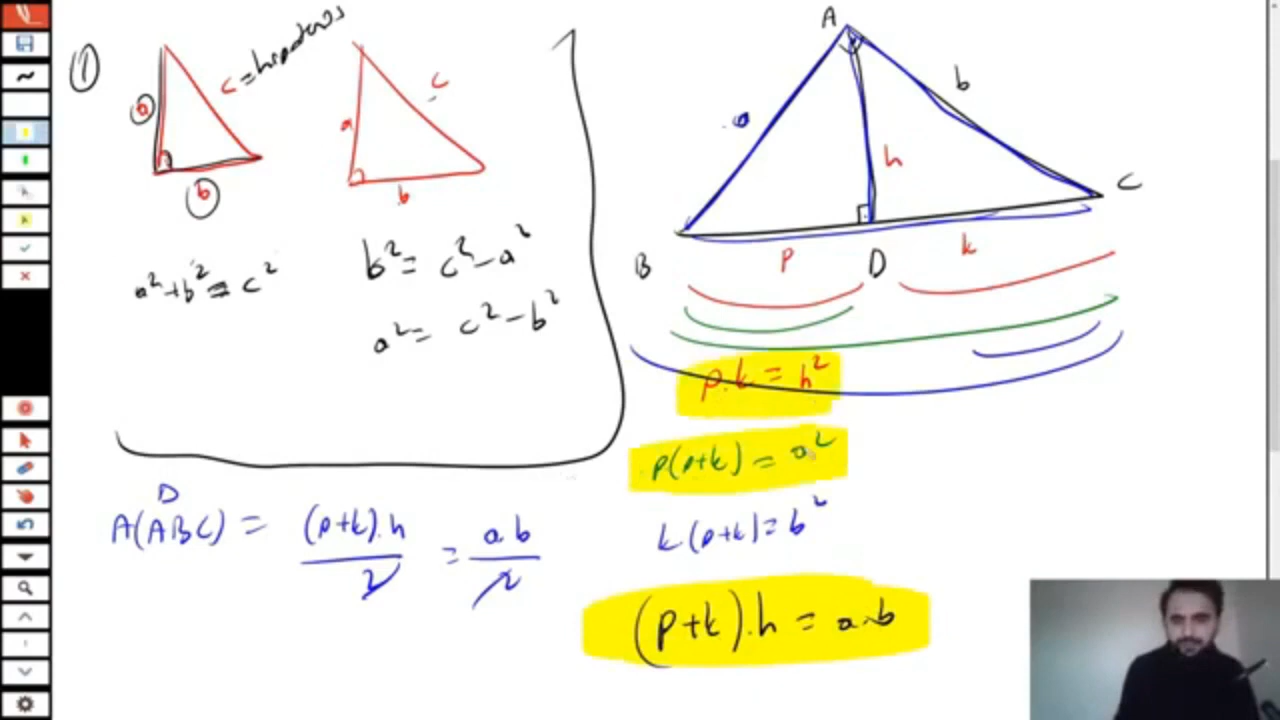 ①
a
c = hipotenüs
b
a
c
b
a² + b² = c²
b² = c² - a²
a² = c² - b²
A
a
b
h
B
p
D
k
C
p.k = h²
p(p+k) = a²
k(p+k) = b²
(p+k).h = a.b
A(ABC) = (p+k).h / 2 = a.b / 2